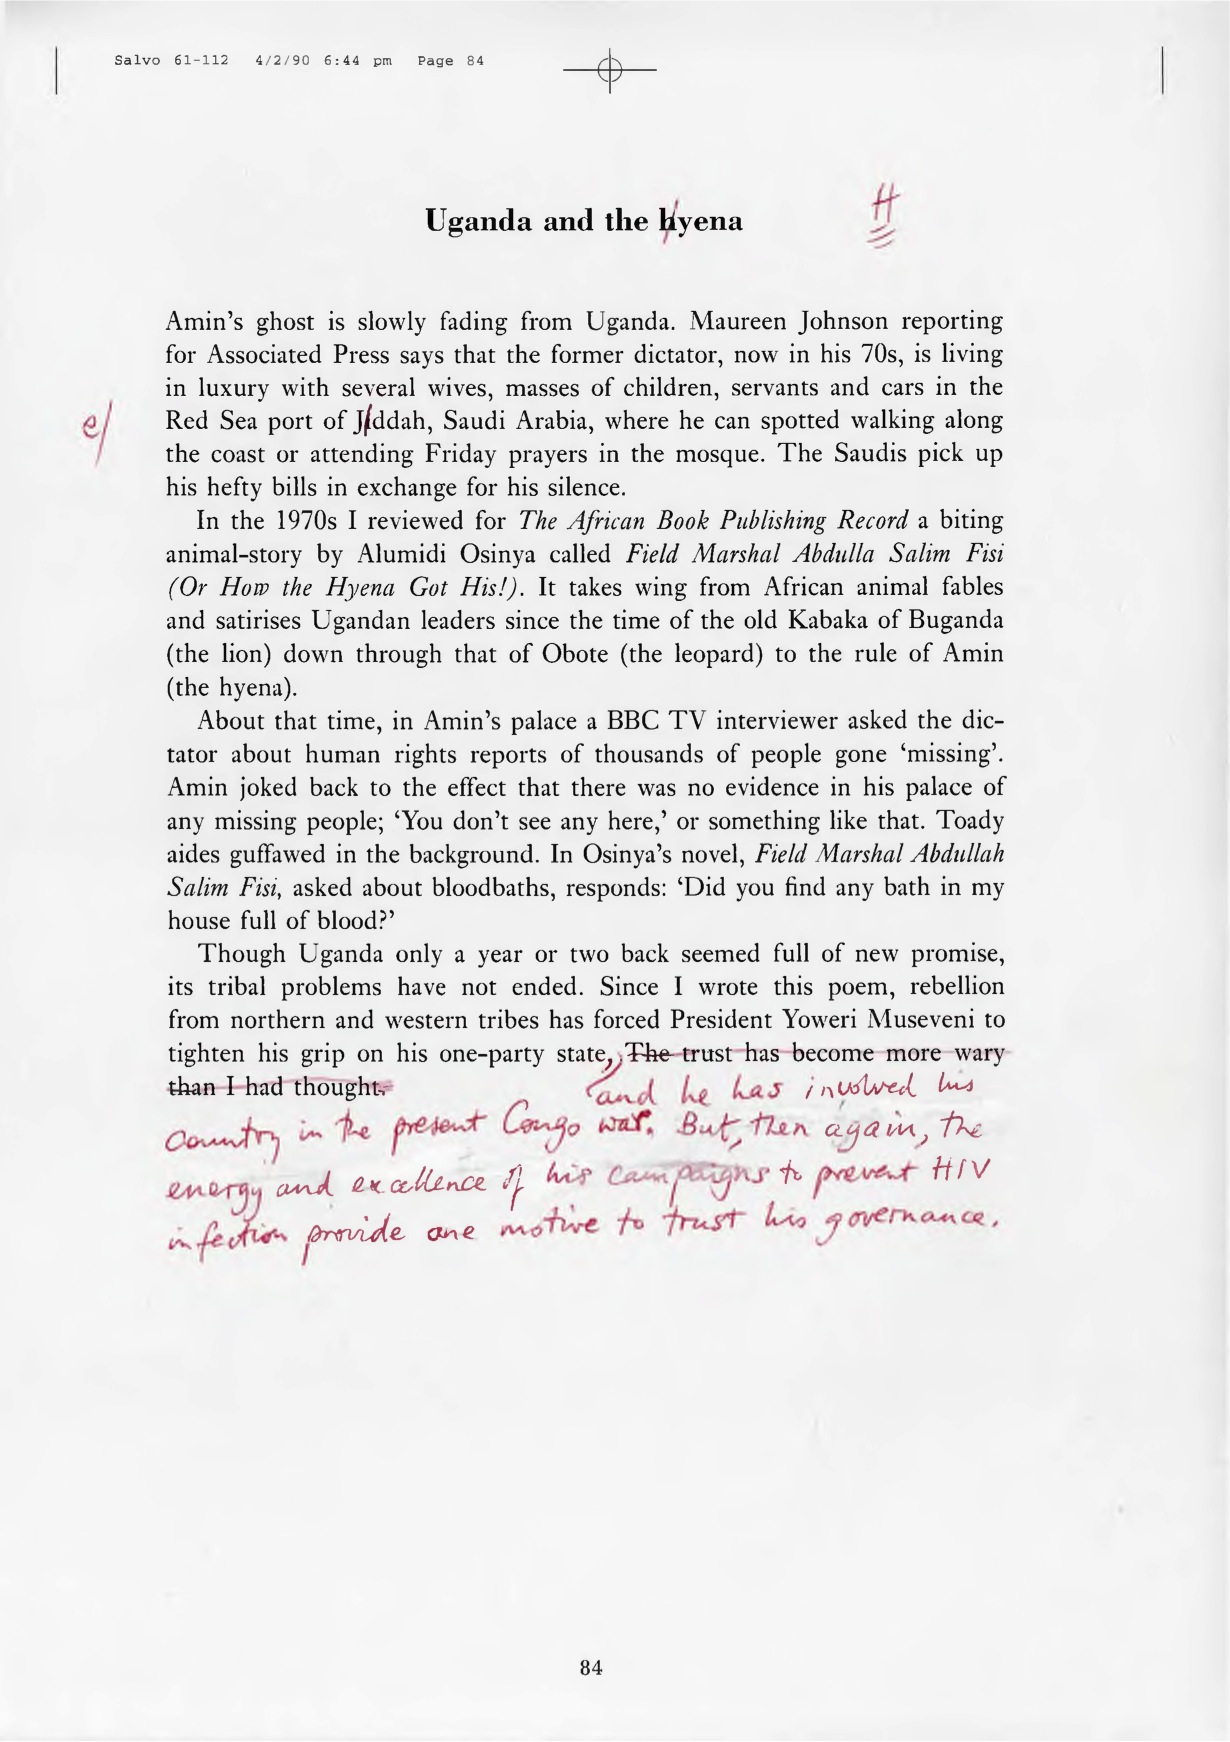 Salvo 61-112 4/2/90 6:44 pm Page 84
Uganda and the hyena
H
Amin’s ghost is slowly fading from Uganda. Maureen Johnson reporting
for Associated Press says that the former dictator, now in his 70s, is living
in luxury with several wives, masses of children, servants and cars in the
e/
Red Sea port of Jiddah, Saudi Arabia, where he can spotted walking along
the coast or attending Friday prayers in the mosque. The Saudis pick up
his hefty bills in exchange for his silence.
In the 1970s I reviewed for The African Book Publishing Record a biting
animal-story by Alumidi Osinya called Field Marshal Abdulla Salim Fisi
(Or How the Hyena Got His!). It takes wing from African animal fables
and satirises Ugandan leaders since the time of the old Kabaka of Buganda
(the lion) down through that of Obote (the leopard) to the rule of Amin
(the hyena).
About that time, in Amin’s palace a BBC TV interviewer asked the dic-
tator about human rights reports of thousands of people gone ‘missing’.
Amin joked back to the effect that there was no evidence in his palace of
any missing people; ‘You don’t see any here,’ or something like that. Toady
aides guffawed in the background. In Osinya’s novel, Field Marshal Abdullah
Salim Fisi, asked about bloodbaths, responds: ‘Did you find any bath in my
house full of blood?’
Though Uganda only a year or two back seemed full of new promise,
its tribal problems have not ended. Since I wrote this poem, rebellion
from northern and western tribes has forced President Yoweri Museveni to
tighten his grip on his one-party state, The trust has become more wary
than I had thought.
and he has involved his
country in the present Congo war. But, then again, the
energy and excellence of his campaigns to prevent HIV
infection provide one motive to trust his governance.
84